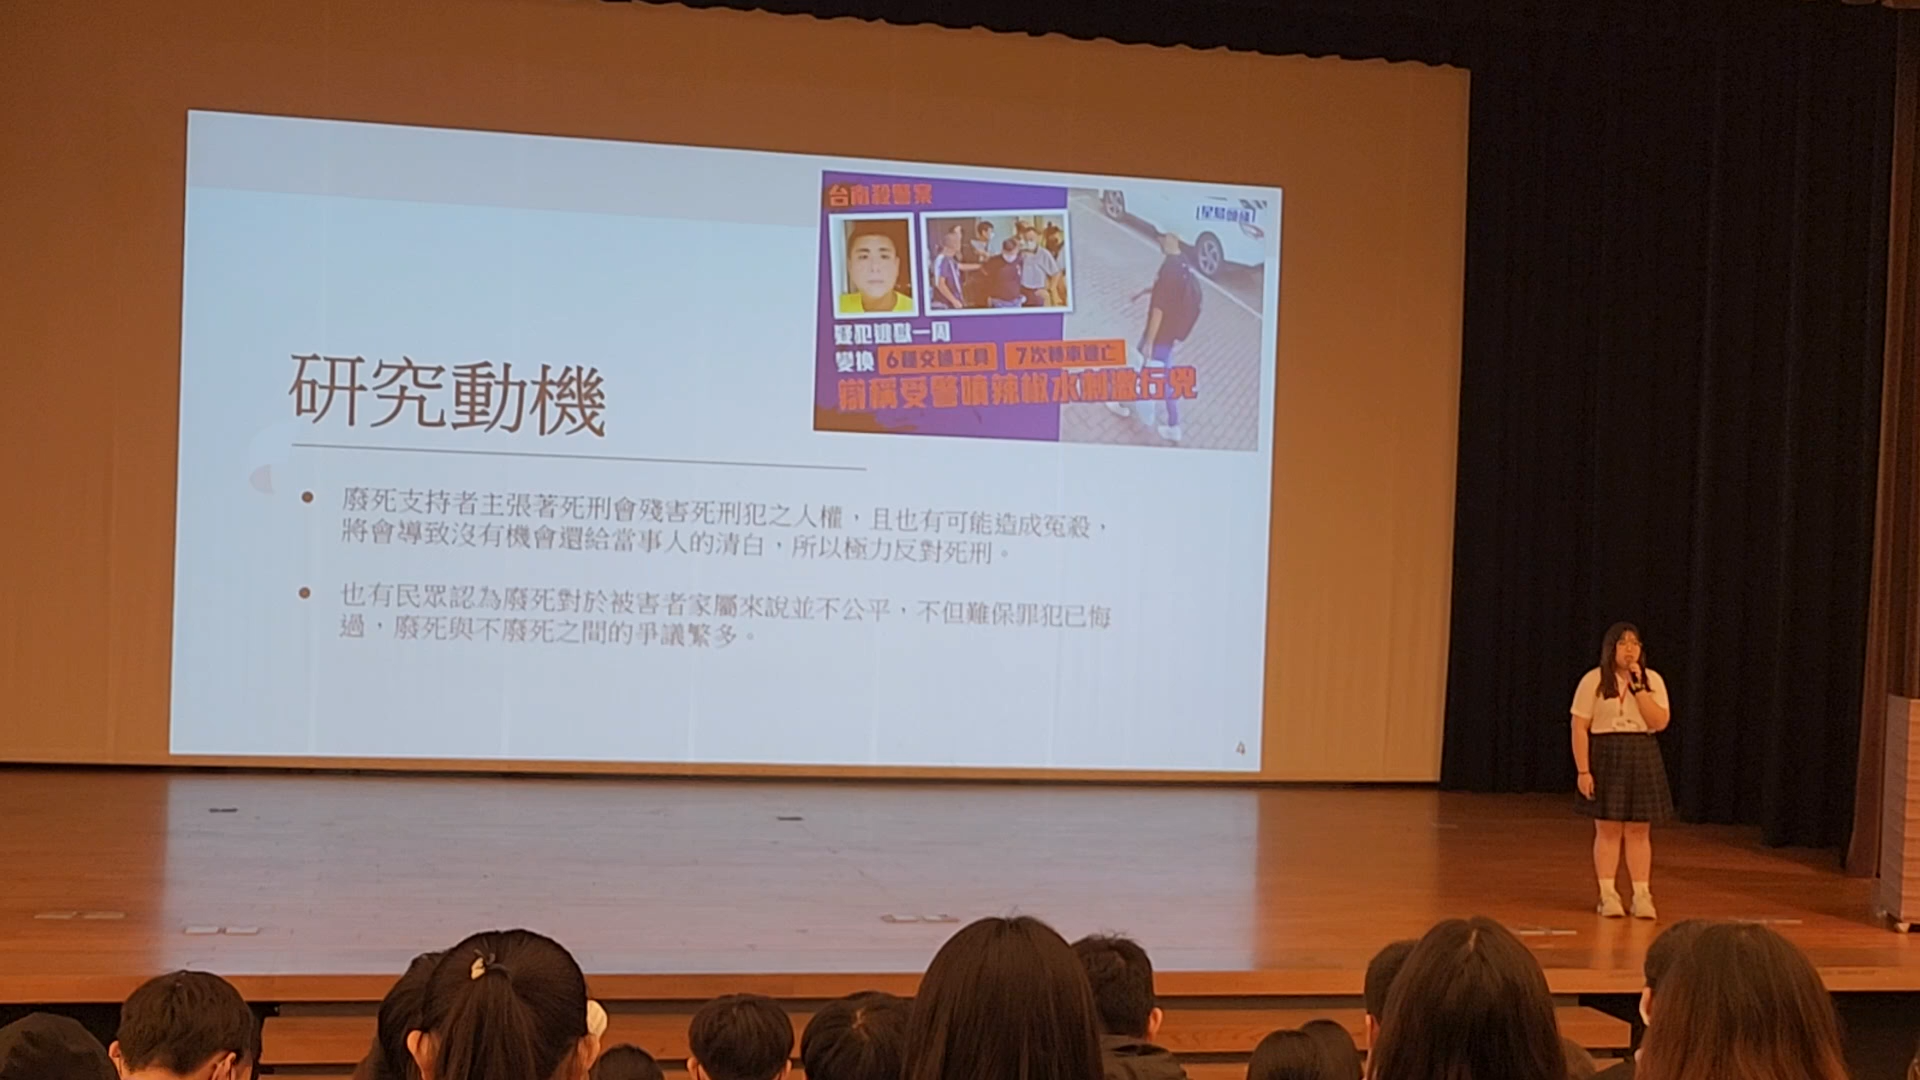 台南殺警案
疑犯逃獄一周
變換 6種交通工具 7次轉車逃亡
辯稱受警噴辣椒水刺激行兇
研究動機
廢死支持者主張著死刑會殘害死刑犯之人權，且也有可能造成冤殺，
將會導致沒有機會還給當事人的清白，所以極力反對死刑。
也有民眾認為廢死對於被害者家屬來說並不公平，不但難保罪犯已悔
過，廢死與不廢死之間的爭議繁多。
4